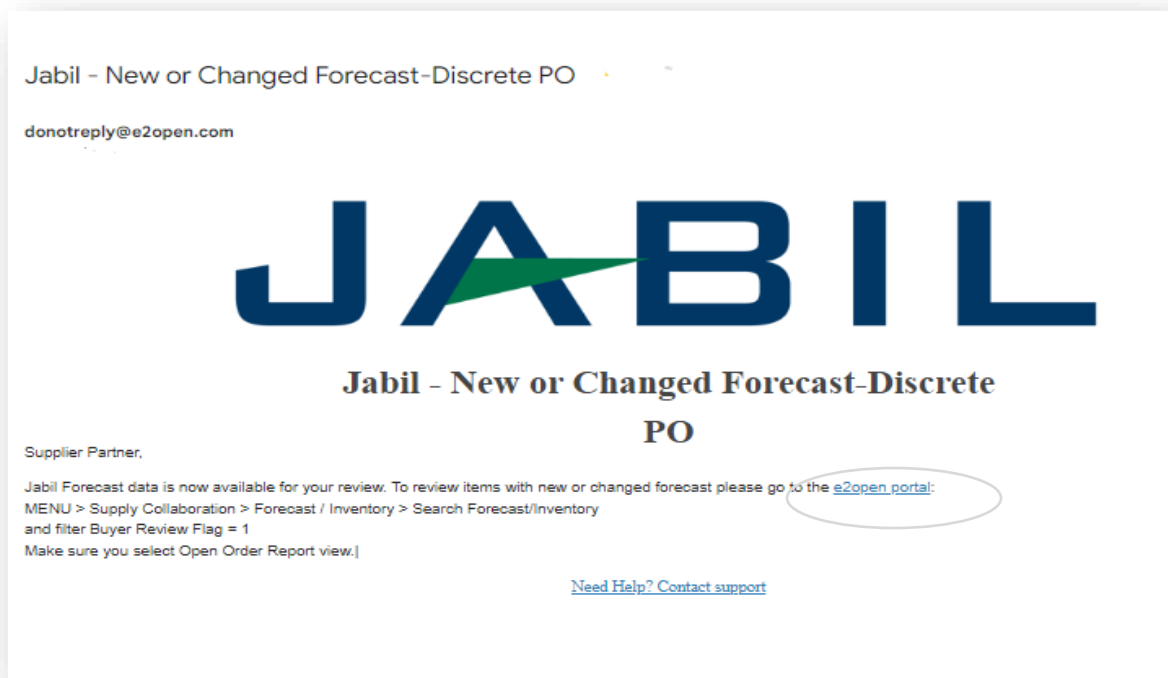 Jabil - New or Changed Forecast-Discrete PO
donotreply@e2open.com
JABIL
Jabil - New or Changed Forecast-Discrete
PO
Supplier Partner,
Jabil Forecast data is now available for your review. To review items with new or changed forecast please go to the e2open portal:
MENU > Supply Collaboration > Forecast / Inventory > Search Forecast/Inventory
and filter Buyer Review Flag = 1
Make sure you select Open Order Report view.|
Need Help? Contact support